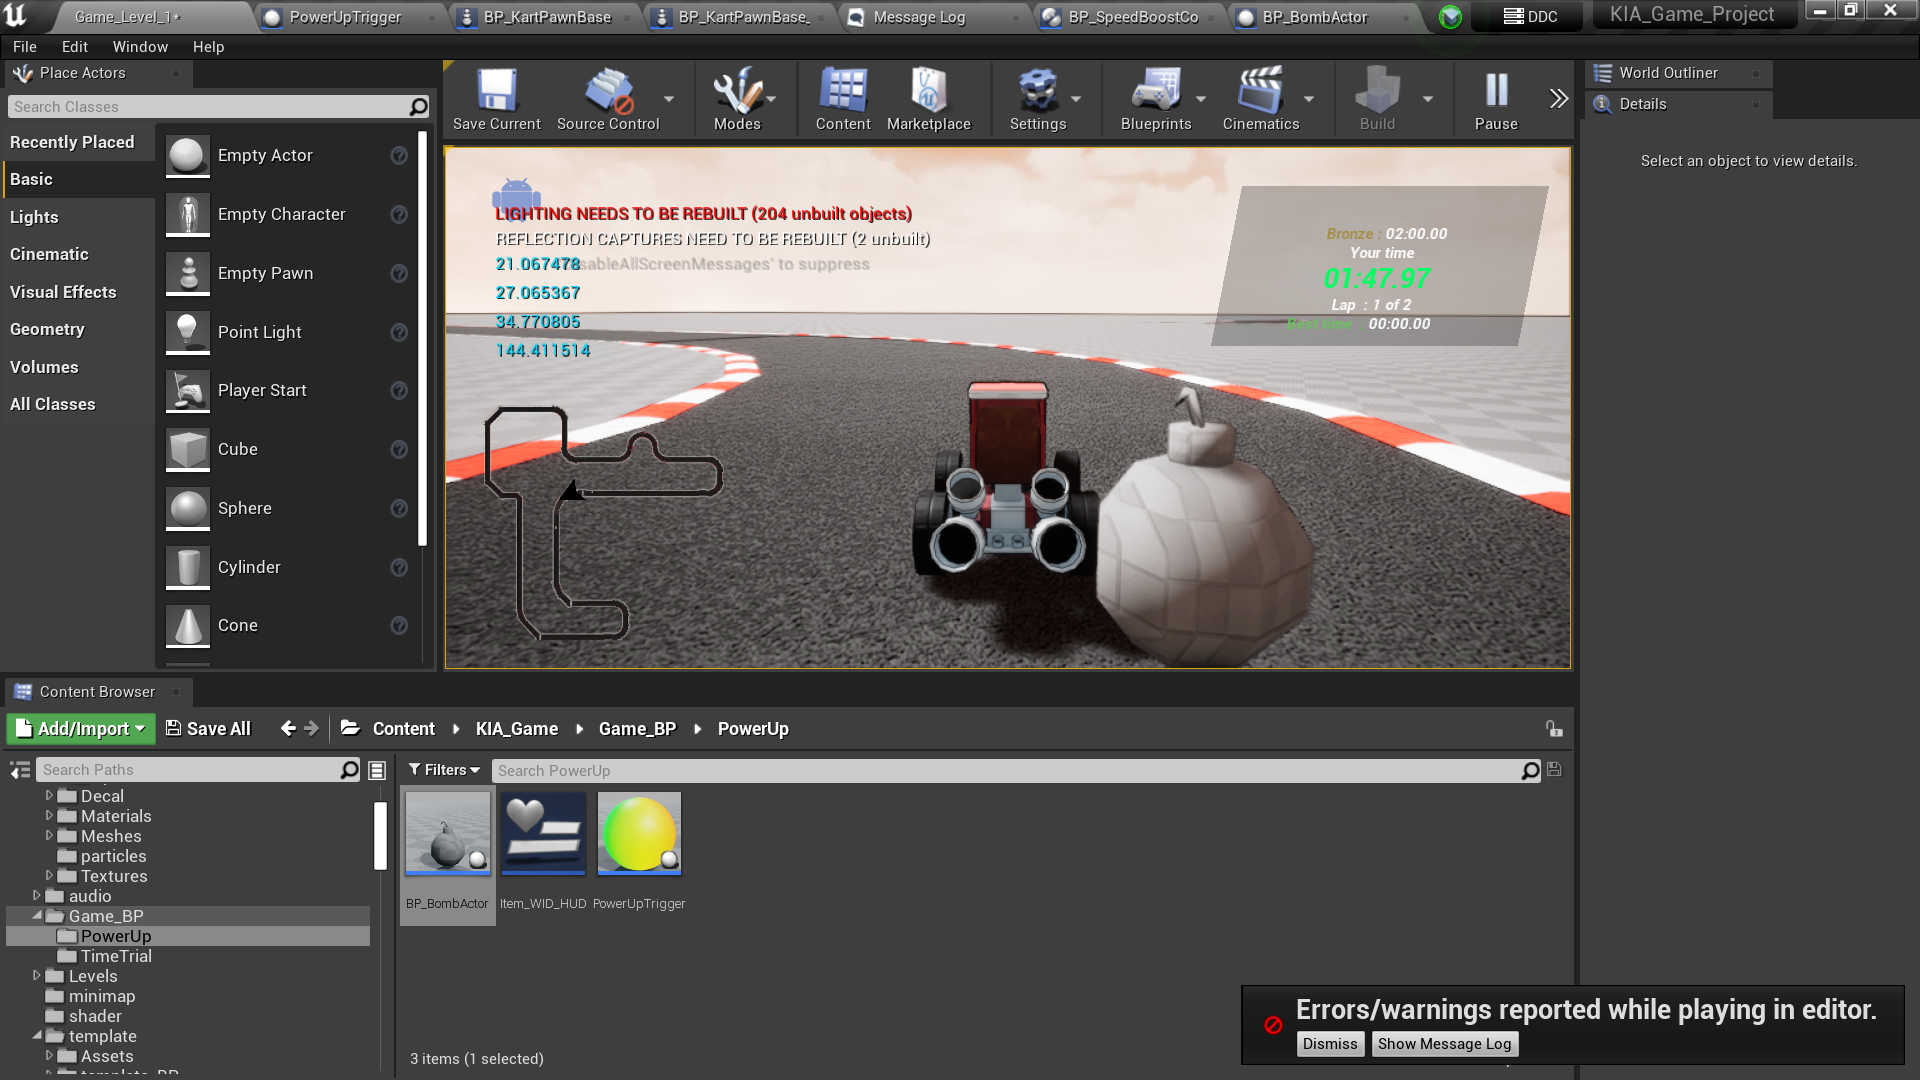 Game_Level_1*
PowerUpTrigger
BP_KartPawnBase
BP_KartPawnBase_
Message Log
BP_SpeedBoostCo
BP_BombActor
DDC
KIA_Game_Project
File Edit Window Help
Place Actors
Search Classes
Recently Placed
Basic
Lights
Cinematic
Visual Effects
Geometry
Volumes
All Classes
Empty Actor
Empty Character
Empty Pawn
Point Light
Player Start
Cube
Sphere
Cylinder
Cone
Save Current
Source Control
Modes
Content
Marketplace
Settings
Blueprints
Cinematics
Build
Pause
LIGHTING NEEDS TO BE REBUILT (204 unbuilt objects)
REFLECTION CAPTURES NEED TO BE REBUILT (2 unbuilt)
21.067478 sableAllScreenMessages' to suppress
27.065367
34.770805
144.411514
Bronze : 02:00.00
Your time
01:47.97
Lap : 1 of 2
Best time : 00:00.00
World Outliner
Details
Select an object to view details.
Content Browser
Add/Import
Save All
Content
KIA_Game
Game_BP
PowerUp
Search Paths
Filters
Search PowerUp
Decal
Materials
Meshes
particles
Textures
audio
Game_BP
PowerUp
TimeTrial
Levels
minimap
shader
template
Assets
BP_BombActor
Item_WID_HUD
PowerUpTrigger
3 items (1 selected)
Errors/warnings reported while playing in editor.
Dismiss
Show Message Log